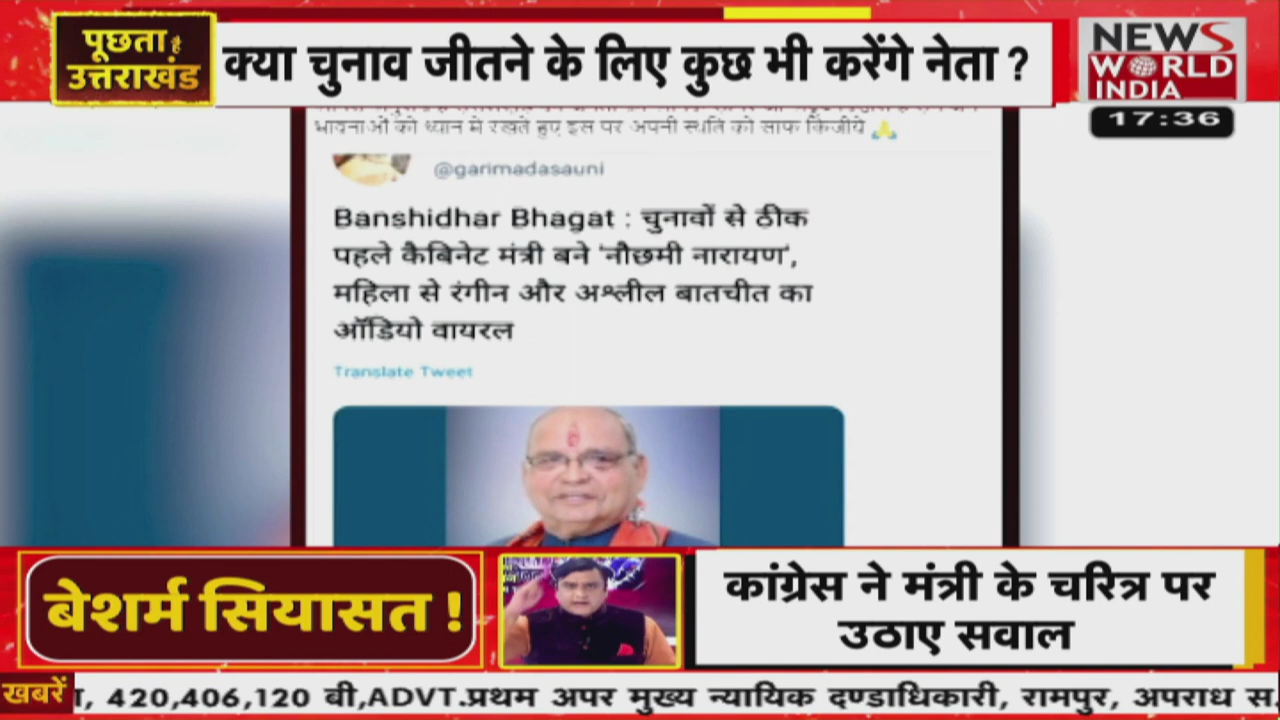 पूछता है
उत्तराखंड
क्या चुनाव जीतने के लिए कुछ भी करेंगे नेता ?
NEWS
WORLD
INDIA
17:36
भावनाओं को ध्यान मे रखते हुए इस पर अपनी स्थति को साफ किजीये 🙏
@garimadasauni
Banshidhar Bhagat : चुनावों से ठीक
पहले कैबिनेट मंत्री बने 'नौछमी नारायण',
महिला से रंगीन और अश्लील बातचीत का
ऑडियो वायरल
Translate Tweet
बेशर्म सियासत !
कांग्रेस ने मंत्री के चरित्र पर
उठाए सवाल
खबरें
, 420,406,120 बी,ADVT.प्रथम अपर मुख्य न्यायिक दण्डाधिकारी, रामपुर, अपराध स